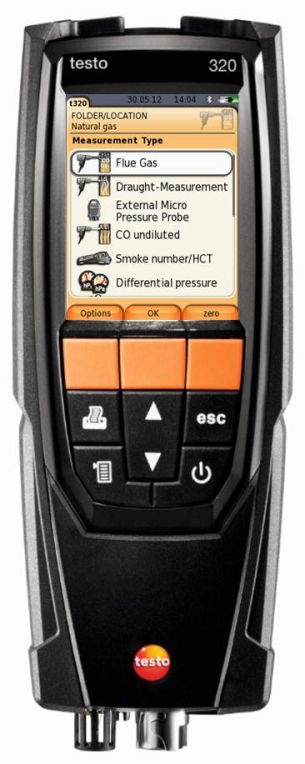 testo 320
t320 30.05.12 14:04
FOLDER/LOCATION
Natural gas
Measurement Type
Flue Gas
Draught-Measurement
External Micro
Pressure Probe
CO undiluted
Smoke number/HCT
Differential pressure
Options OK zero
esc
testo